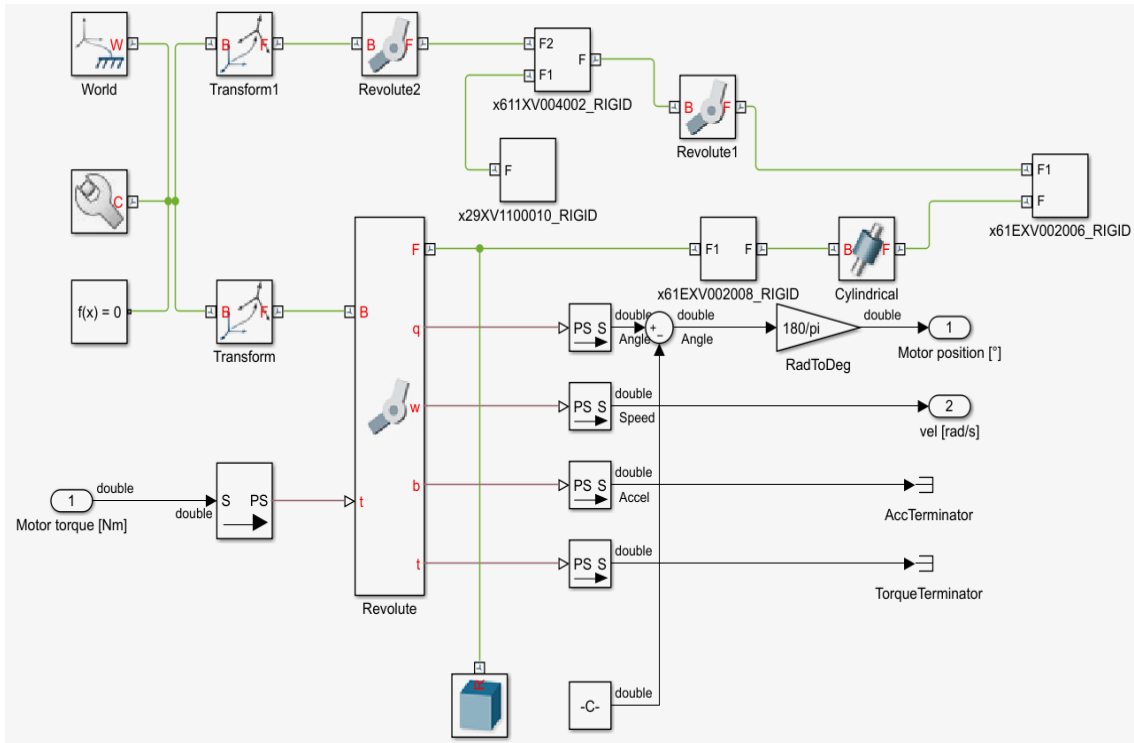 W
World
B
F
Transform1
B
F
Revolute2
F2
F1
F
x611XV004002_RIGID
B
F
Revolute1
F
x29XV1100010_RIGID
F1
F
x61EXV002006_RIGID
C
f(x) = 0
B
F
Transform
F
B
q
w
b
t
t
Revolute
F1
F
x61EXV002008_RIGID
B
F
Cylindrical
PS S
double
Angle
+
−
double
Angle
180/pi
RadToDeg
double
1
Motor position [°]
PS S
double
Speed
2
vel [rad/s]
PS S
double
Accel
AccTerminator
PS S
double
TorqueTerminator
1
Motor torque [Nm]
double
double
S PS
R
-C-
double